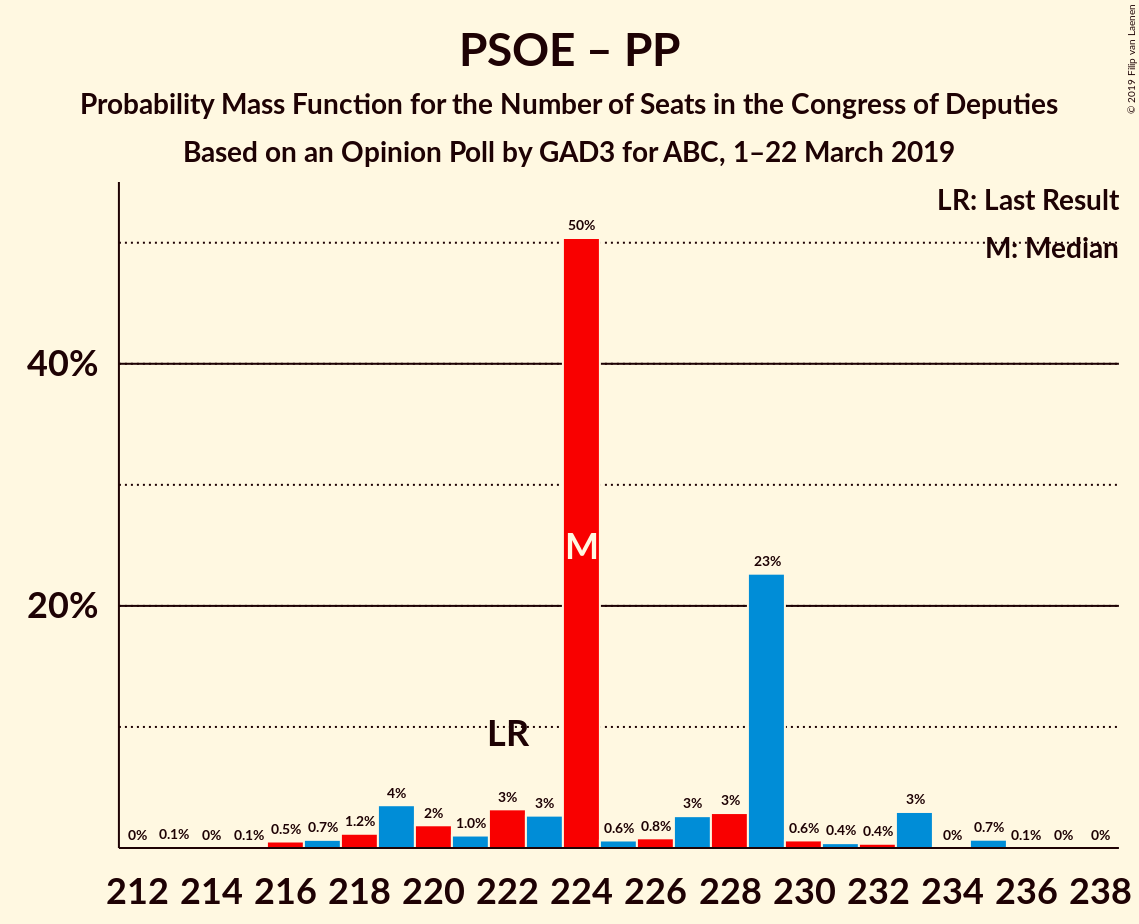 PSOE – PP
Probability Mass Function for the Number of Seats in the Congress of Deputies
Based on an Opinion Poll by GAD3 for ABC, 1–22 March 2019
© 2019 Filip van Laenen
LR: Last Result
M: Median
40%
20%
0% 0.1% 0% 0.1% 0.5% 0.7% 1.2% 4% 2% 1.0% 3% 3% 50% 0.6% 0.8% 3% 3% 23% 0.6% 0.4% 0.4% 3% 0% 0.7% 0.1% 0% 0%
LR
M
212 214 216 218 220 222 224 226 228 230 232 234 236 238